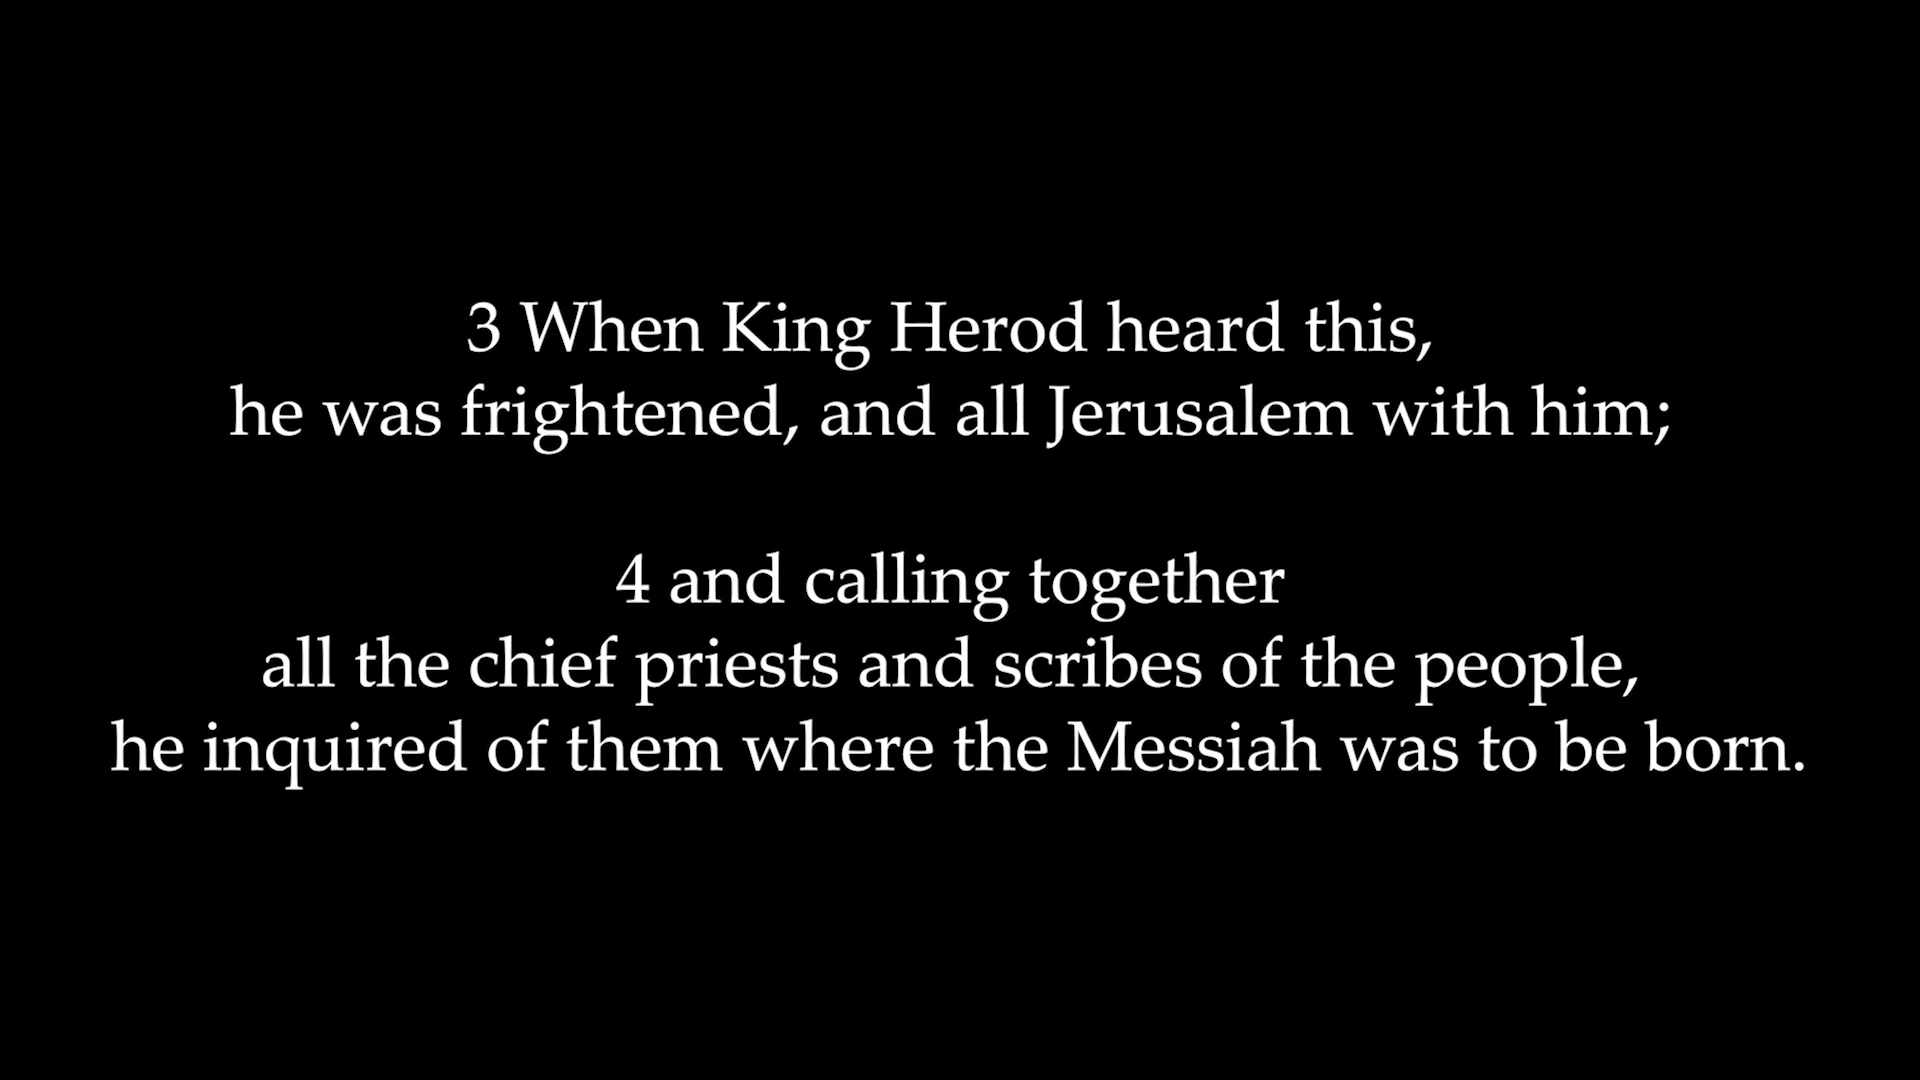 3 When King Herod heard this,
he was frightened, and all Jerusalem with him;
4 and calling together
all the chief priests and scribes of the people,
he inquired of them where the Messiah was to be born.